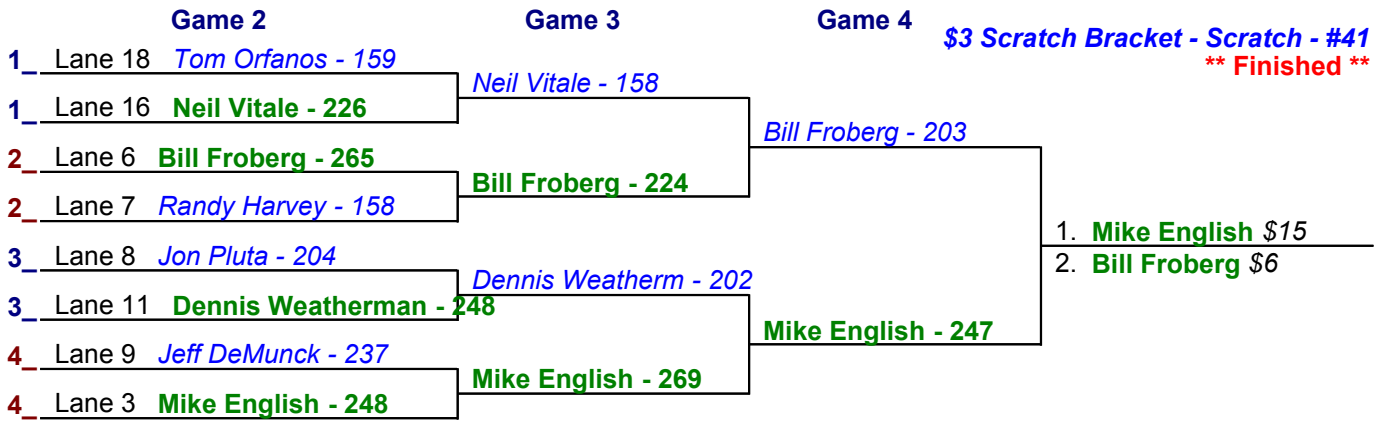 Game 2 Game 3 Game 4
$3 Scratch Bracket - Scratch - #41
** Finished **
1_ Lane 18 Tom Orfanos - 159
Neil Vitale - 158
1_ Lane 16 Neil Vitale - 226
Bill Froberg - 203
2_ Lane 6 Bill Froberg - 265
Bill Froberg - 224
2_ Lane 7 Randy Harvey - 158
1. Mike English $15
3_ Lane 8 Jon Pluta - 204
2. Bill Froberg $6
Dennis Weatherm - 202
3_ Lane 11 Dennis Weatherman - 248
Mike English - 247
4_ Lane 9 Jeff DeMunck - 237
Mike English - 269
4_ Lane 3 Mike English - 248